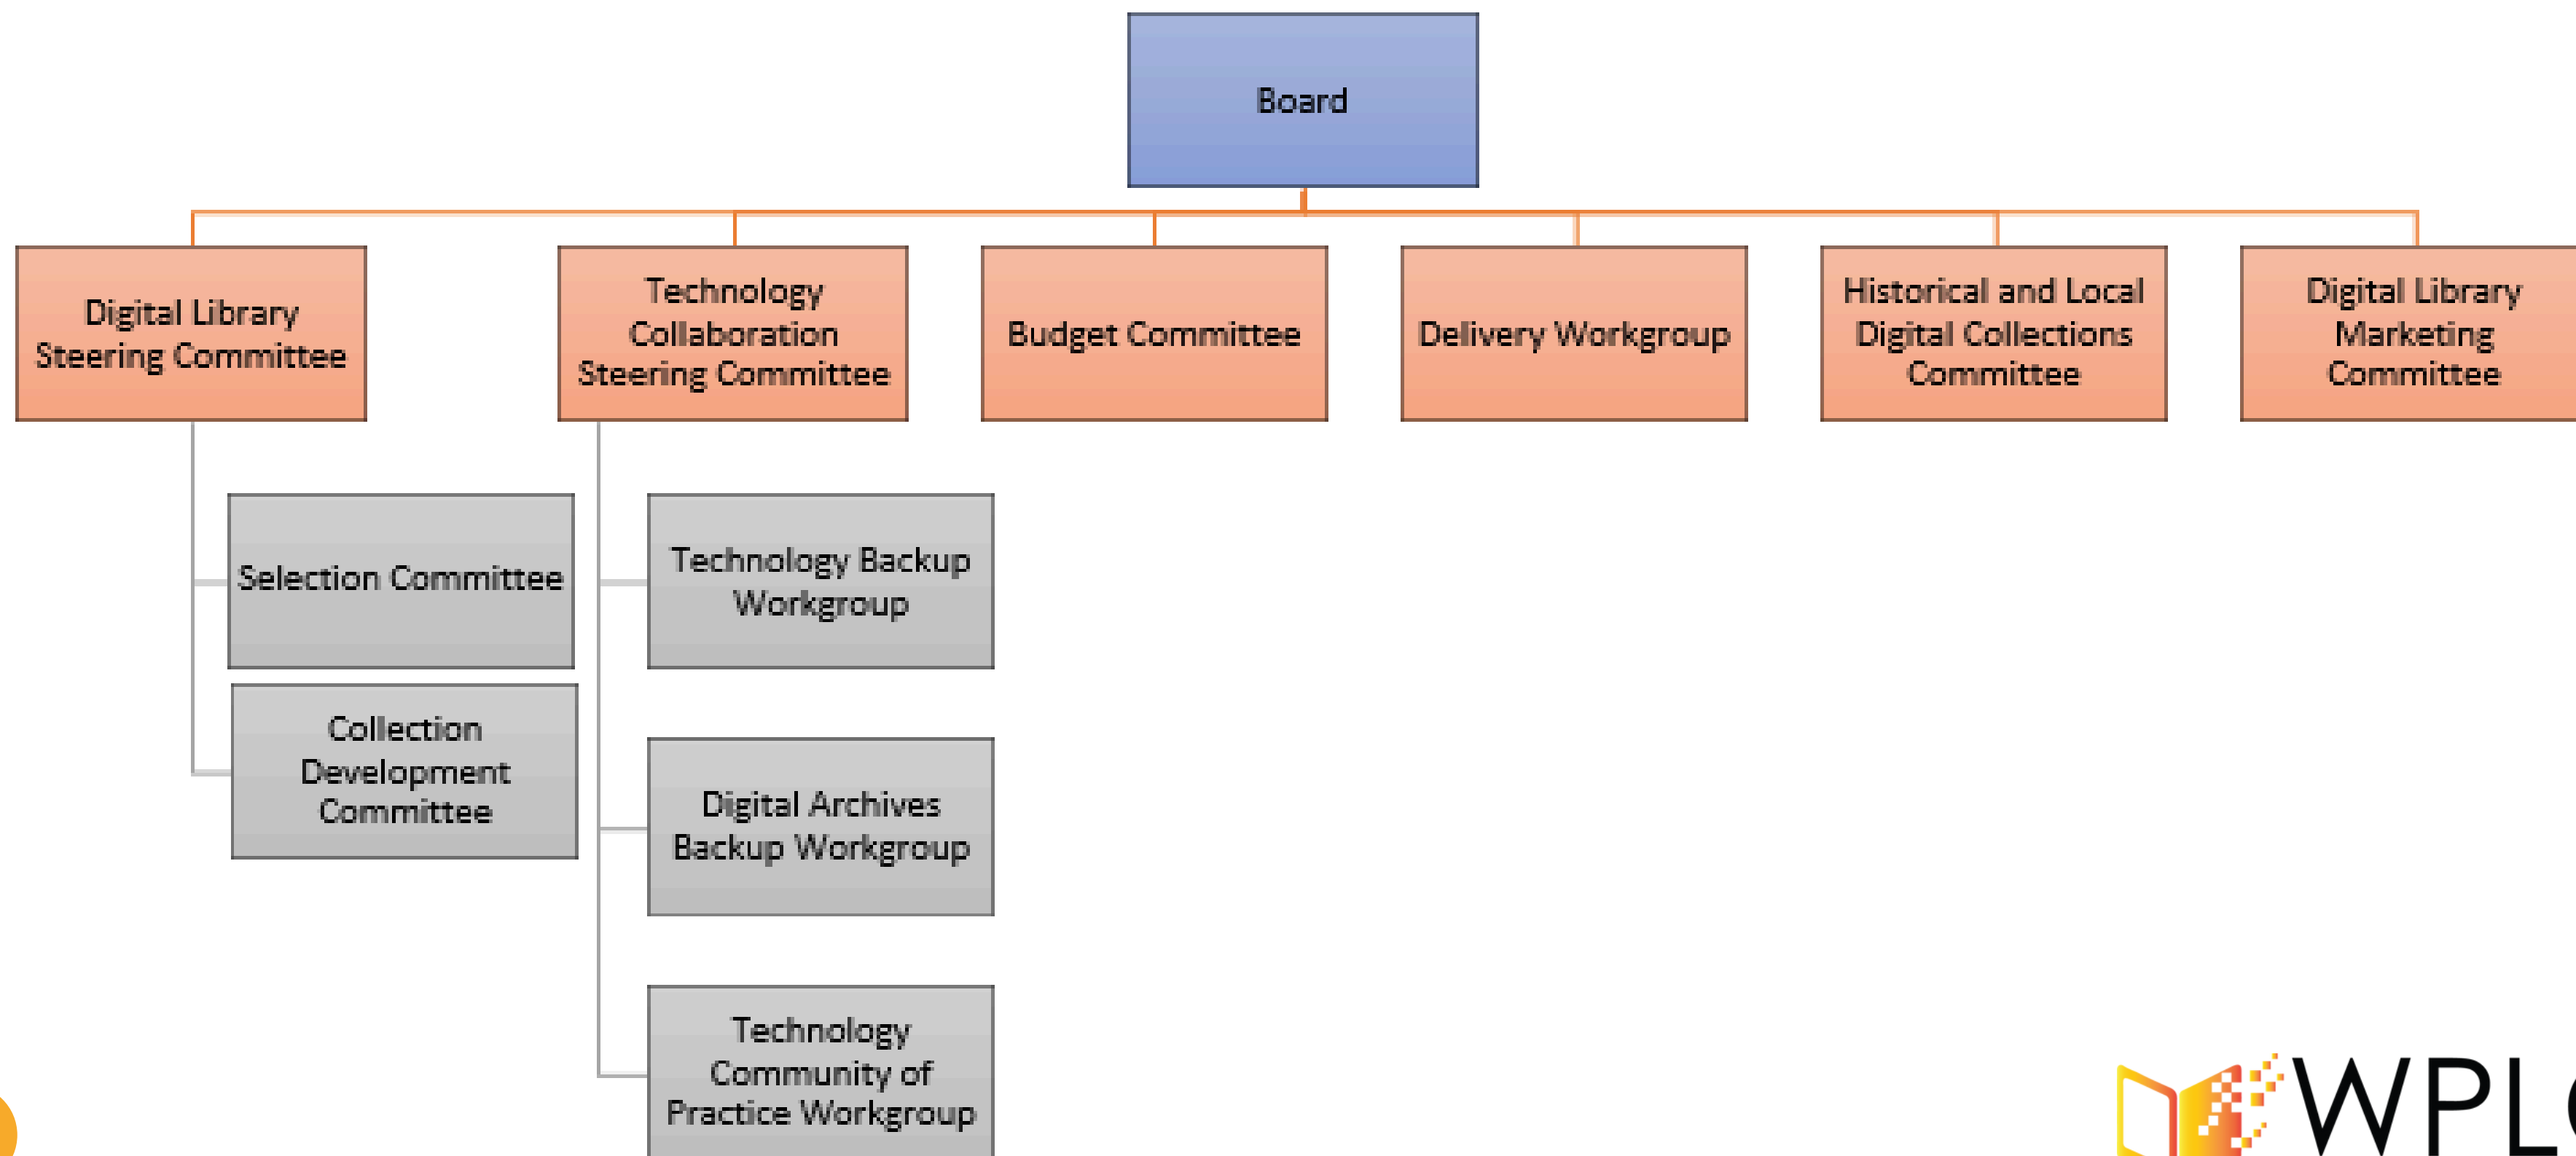 Board
Digital Library
Steering Committee
Technology
Collaboration
Steering Committee
Budget Committee
Delivery Workgroup
Historical and Local
Digital Collections
Committee
Digital Library
Marketing
Committee
Selection Committee
Collection
Development
Committee
Technology Backup
Workgroup
Digital Archives
Backup Workgroup
Technology
Community of
Practice Workgroup